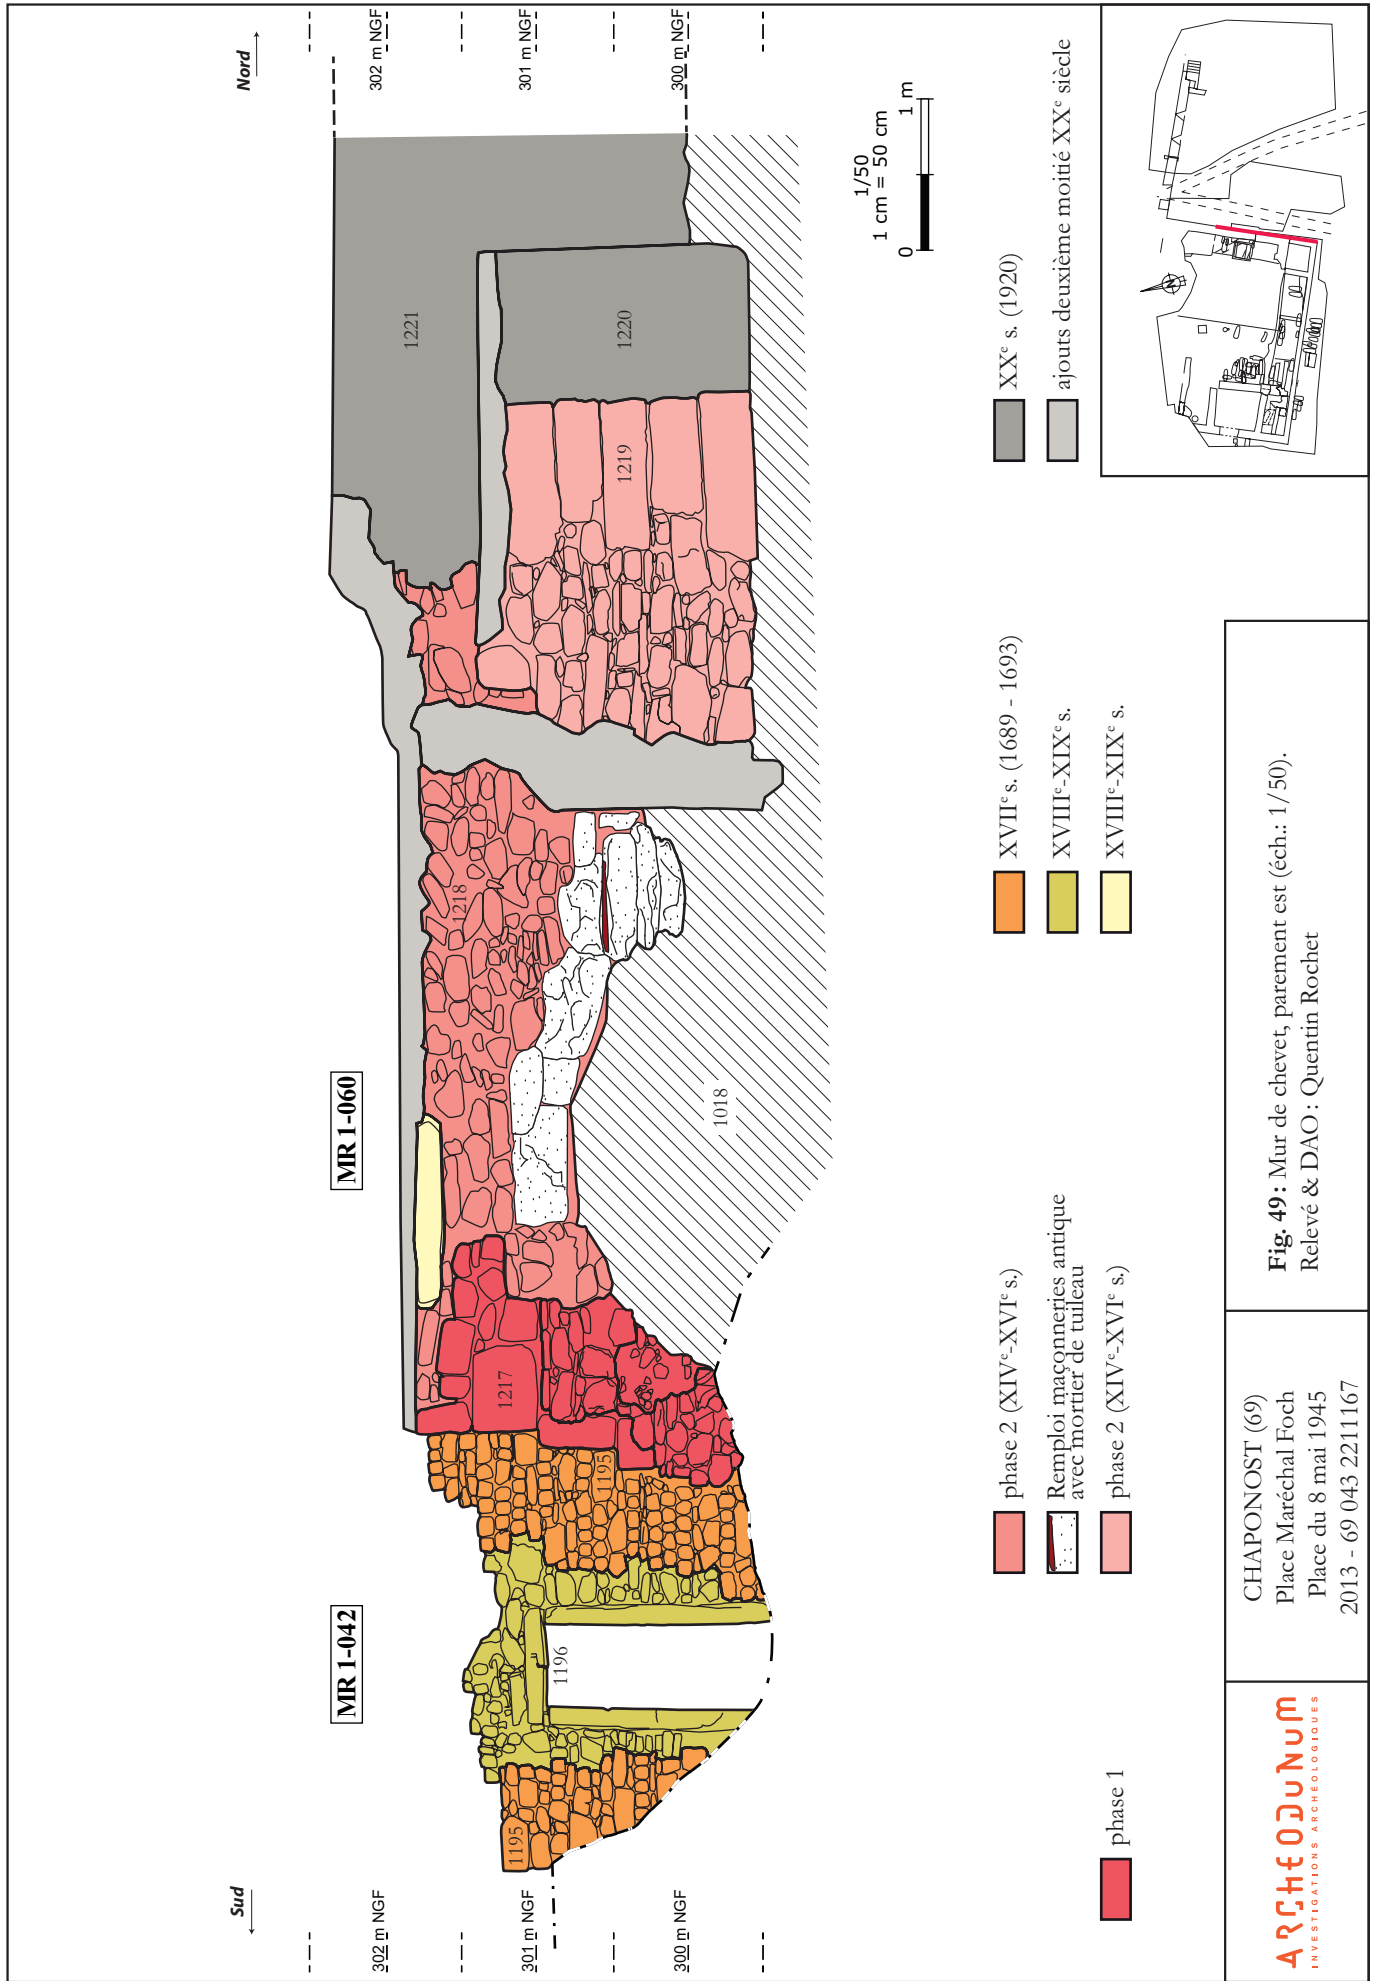 Sud
Nord
302 m NGF
301 m NGF
300 m NGF
302 m NGF
301 m NGF
300 m NGF
MR 1-042
MR 1-060
1195
1196
1195
1217
1218
1018
1219
1220
1221
1/50
1 cm = 50 cm
0
1 m
phase 1
phase 2 (XIVᵉ-XVIᵉ s.)
Remploi maçonneries antique
avec mortier de tuileau
phase 2 (XIVᵉ-XVIᵉ s.)
XVIIᵉ s. (1689 - 1693)
XVIIIᵉ-XIXᵉ s.
XVIIIᵉ-XIXᵉ s.
XXᵉ s. (1920)
ajouts deuxième moitié XXᵉ siècle
N
ARCHEODUNUM
INVESTIGATIONS ARCHÉOLOGIQUES
CHAPONOST (69)
Place Maréchal Foch
Place du 8 mai 1945
2013 - 69 043 2211167
Fig. 49 : Mur de chevet, parement est (éch.: 1/50).
Relevé & DAO : Quentin Rochet